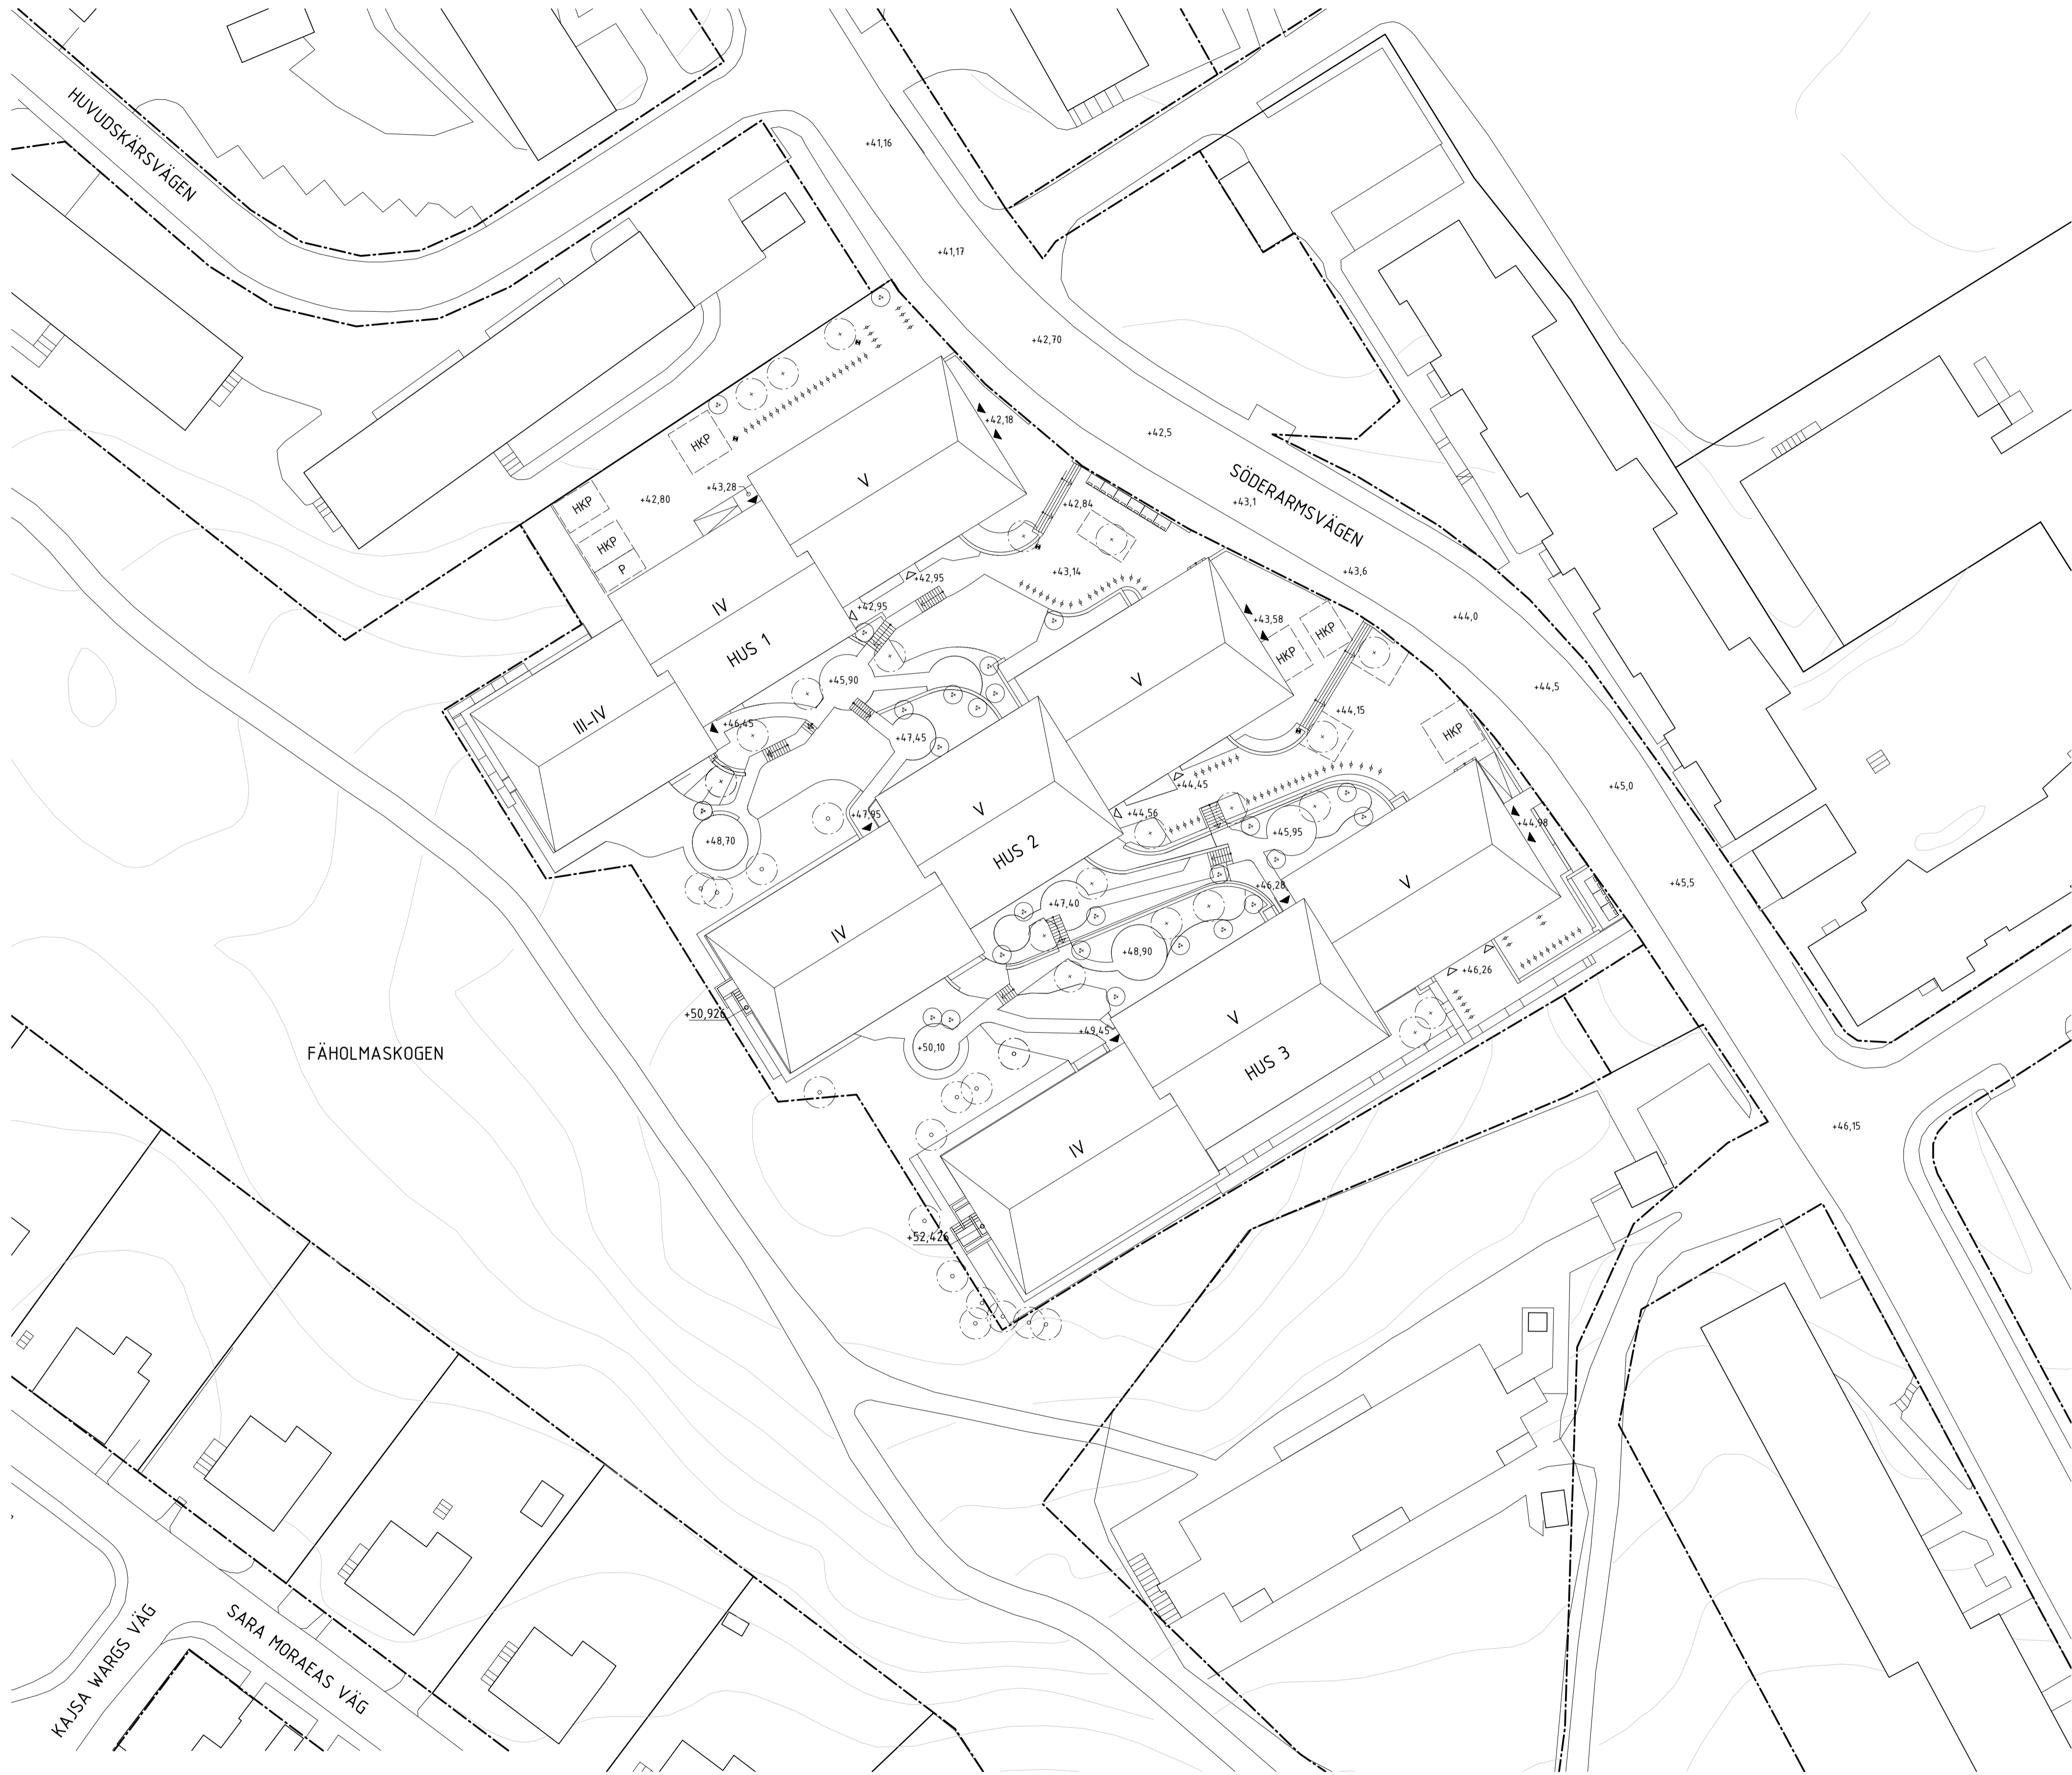 HUVUDSKÄRSVÄGEN
+41,16
+41,17
+42,70
+42,5
SÖDERARMSVÄGEN
+43,1
+43,6
+44,0
+44,5
+45,0
+45,5
+46,15
HKP
HKP
HKP
P
+42,80
+43,28
+42,18
V
IV
HUS 1
III-IV
+42,84
+43,14
+42,95
+42,95
+45,90
+46,45
+47,45
+47,95
+48,70
+43,58
HKP
HKP
+44,15
HKP
V
V
HUS 2
IV
+44,45
+44,56
+45,95
+44,98
+46,28
+47,40
+48,90
+46,26
+50,926
+50,10
+49,45
V
V
HUS 3
IV
+52,426
FÄHOLMASKOGEN
SARA MORAEAS VÄG
KAJSA WARGS VÄG